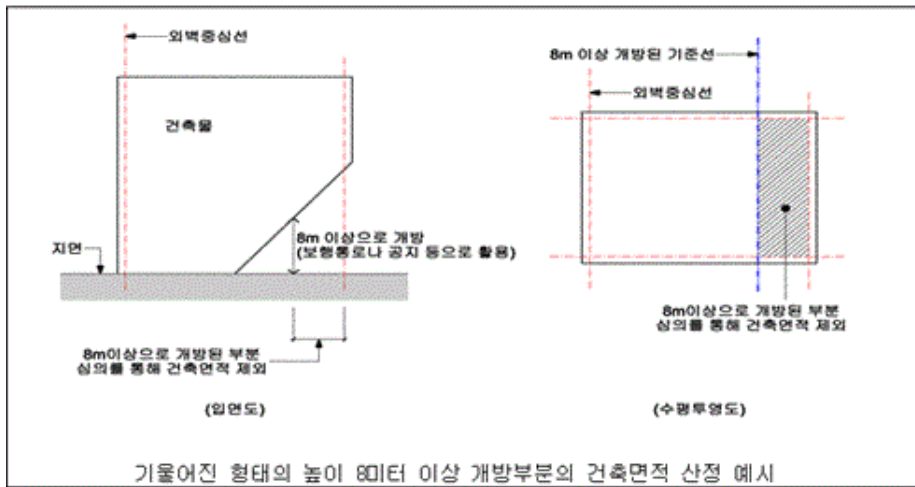 외벽중심선
건축물
지면
8m 이상으로 개방
(보행통로나 공지 등으로 활용)
8m이상으로 개방된 부분
심의를 통해 건축면적 제외
(입면도)
8m 이상 개방된 기준선
외벽중심선
8m이상으로 개방된 부분
심의를 통해 건축면적 제외
(수평투영도)
기울어진 형태의 높이 8미터 이상 개방부분의 건축면적 산정 예시